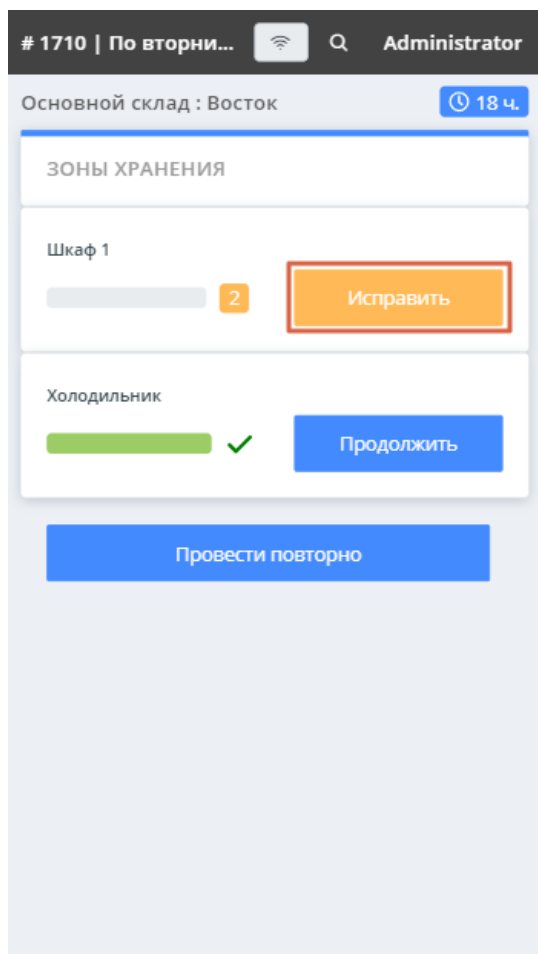 # 1710 | По вторни... Administrator
Основной склад : Восток 18 ч.
ЗОНЫ ХРАНЕНИЯ
Шкаф 1
2 Исправить
Холодильник
Продолжить
Провести повторно